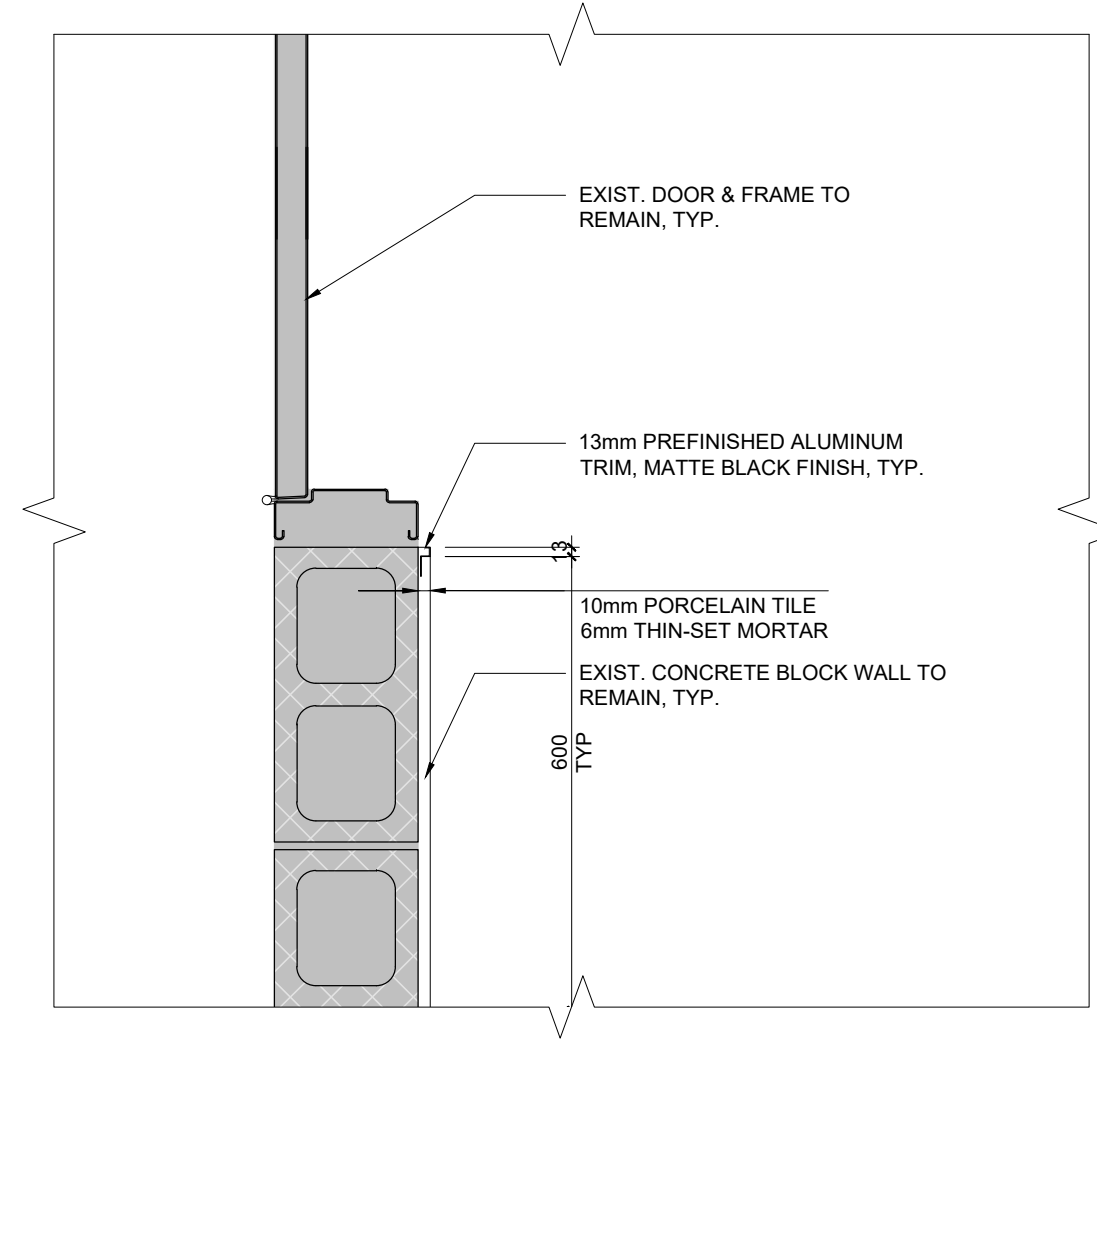 EXIST. DOOR & FRAME TO
REMAIN, TYP.
13mm PREFINISHED ALUMINUM
TRIM, MATTE BLACK FINISH, TYP.
13
10mm PORCELAIN TILE
6mm THIN-SET MORTAR
EXIST. CONCRETE BLOCK WALL TO
REMAIN, TYP.
600
TYP